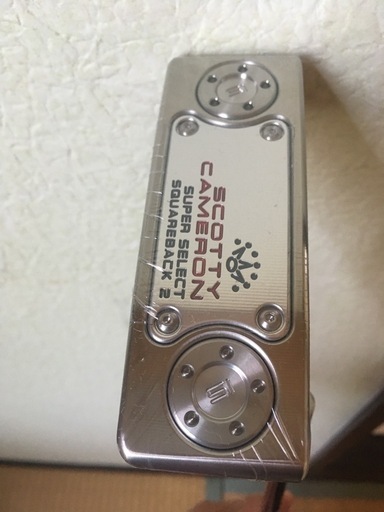 SCOTTY
CAMERON
SUPER SELECT
SQUAREBACK 2